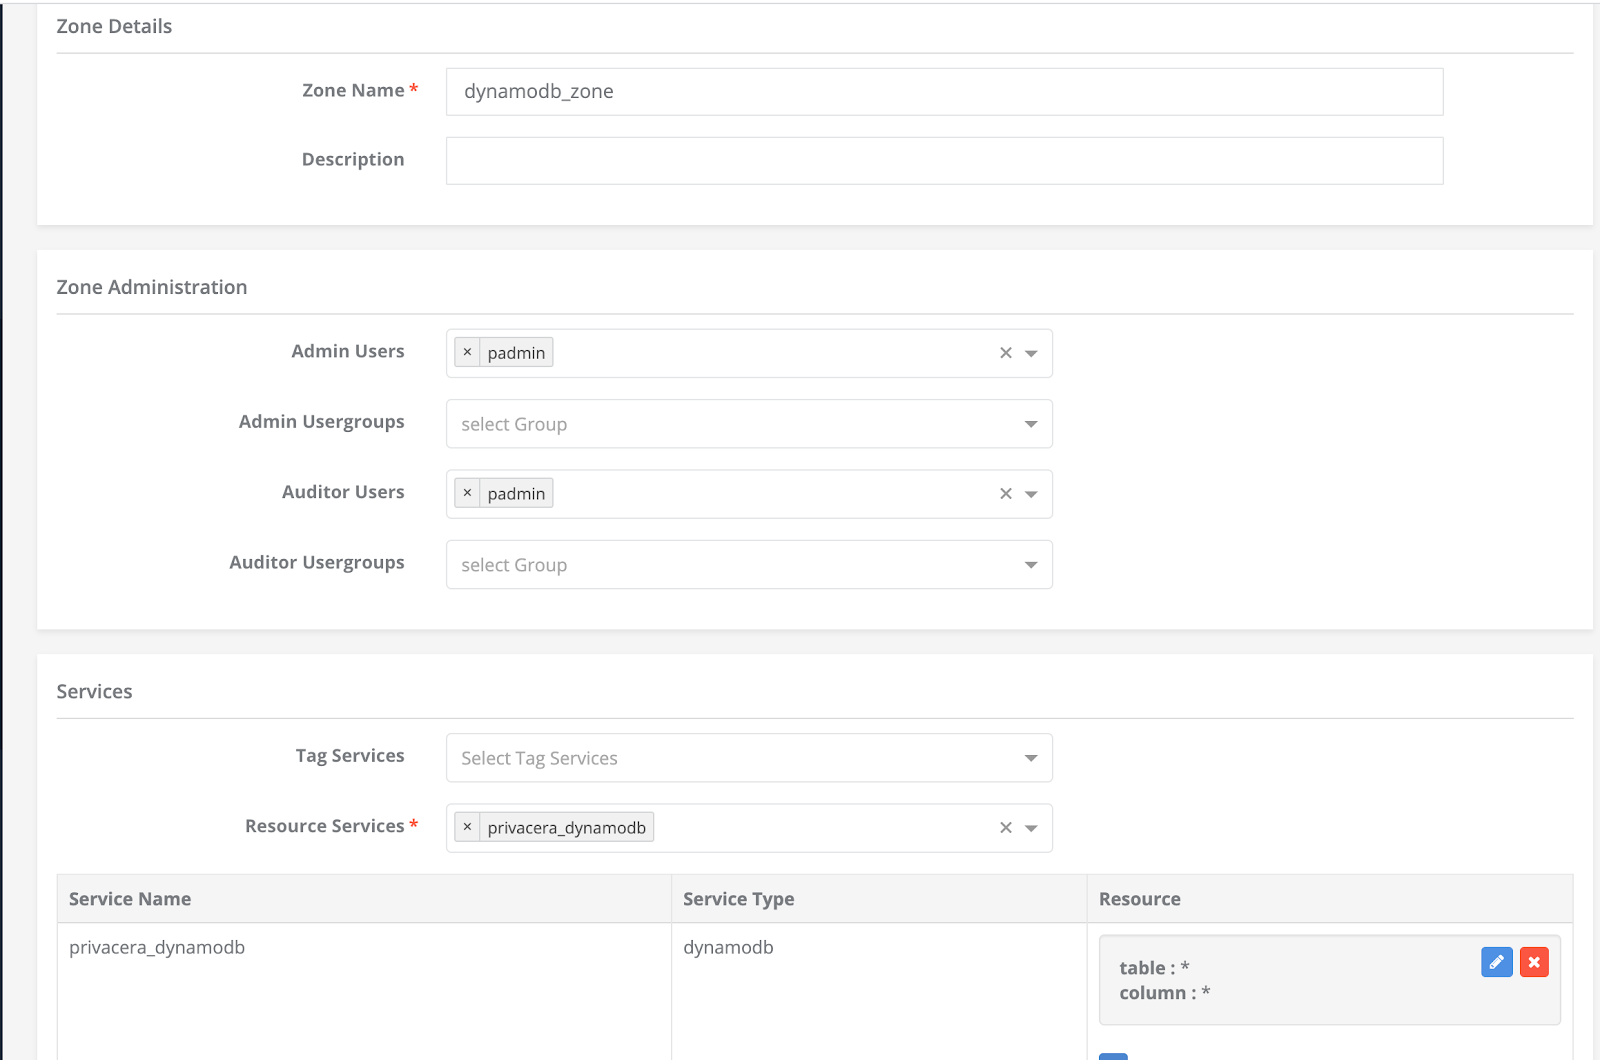 Zone Details
Zone Name *
dynamodb_zone
Description
Zone Administration
Admin Users
× padmin
Admin Usergroups
select Group
Auditor Users
× padmin
Auditor Usergroups
select Group
Services
Tag Services
Select Tag Services
Resource Services *
× privacera_dynamodb
Service Name Service Type Resource
privacera_dynamodb dynamodb
table : *
column : *